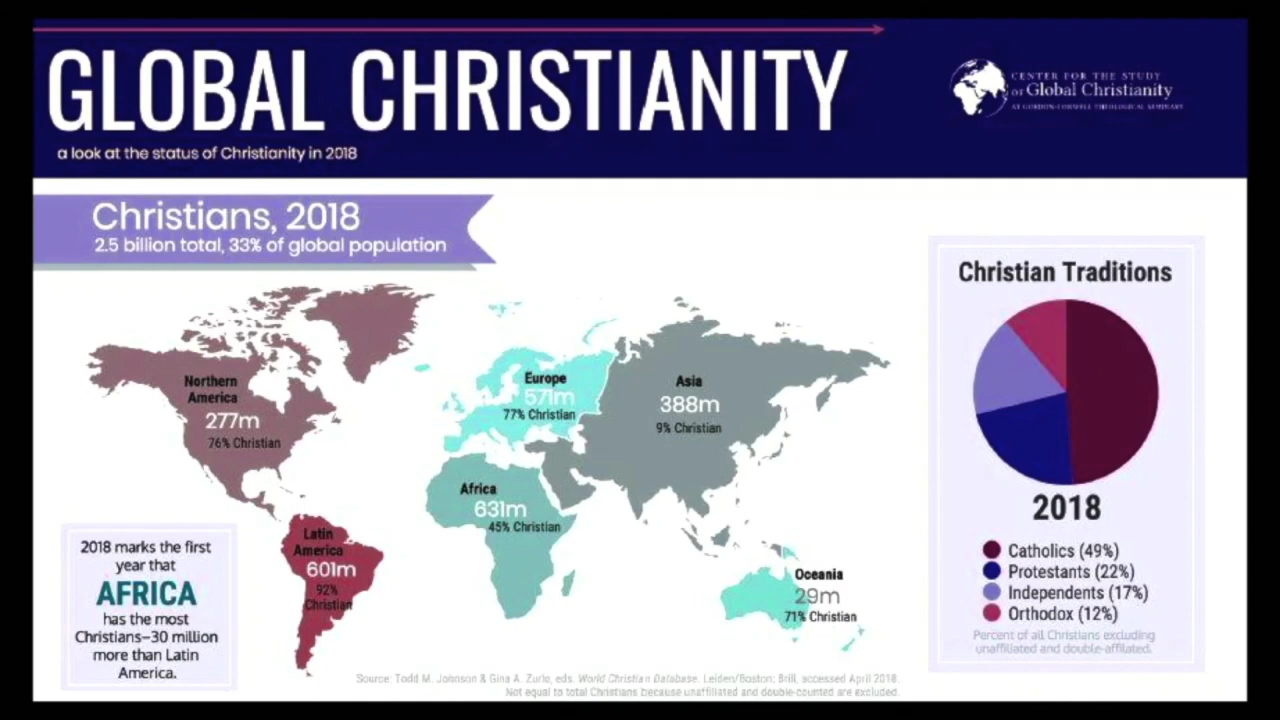 GLOBAL CHRISTIANITY
a look at the status of Christianity in 2018
CENTER FOR THE STUDY
OF Global Christianity
AT GORDON-CONWELL THEOLOGICAL SEMINARY
Christians, 2018
2.5 billion total, 33% of global population
Northern
America
277m
76% Christian
Europe
571m
77% Christian
Asia
388m
9% Christian
Africa
631m
45% Christian
Latin
America
601m
92%
Christian
Oceania
29m
71% Christian
2018 marks the first
year that
AFRICA
has the most
Christians–30 million
more than Latin
America.
Christian Traditions
2018
Catholics (49%)
Protestants (22%)
Independents (17%)
Orthodox (12%)
Percent of all Christians excluding
unaffiliated and double-affilated.
Source: Todd M. Johnson & Gina A. Zurlo, eds. World Christian Database. Leiden/Boston: Brill, accessed April 2018.
Not equal to total Christians because unaffiliated and double-counted are excluded.